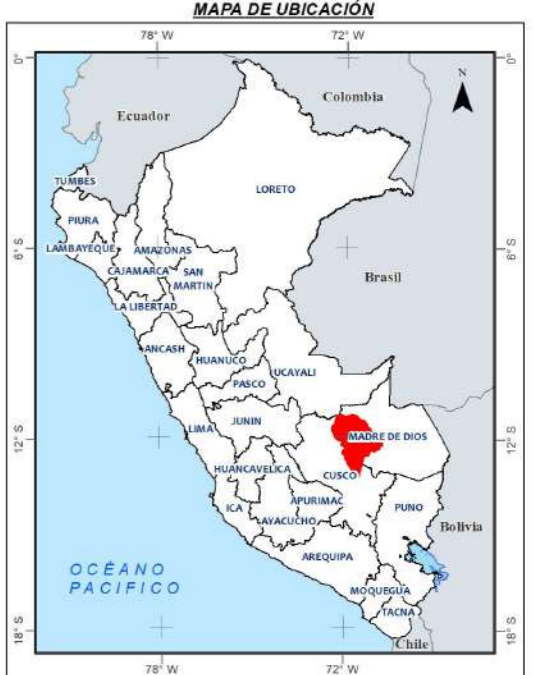 MAPA DE UBICACIÓN
78° W
72° W
0°
0°
N
Colombia
Ecuador
TUMBES
LORETO
PIURA
6° S
LAMBAYEQUE
AMAZONAS
6° S
CAJAMARCA
SAN
MARTIN
Brasil
LA LIBERTAD
ANCASH
HUANUCO
UCAYALI
PASCO
LIMA
JUNIN
12° S
MADRE DE DIOS
12° S
HUANCAVELICA
CUSCO
ICA
APURIMAC
PUNO
AYACUCHO
Bolivia
AREQUIPA
OCÉANO
PACIFICO
MOQUEGUA
TACNA
18° S
18° S
Chile
78° W
72° W